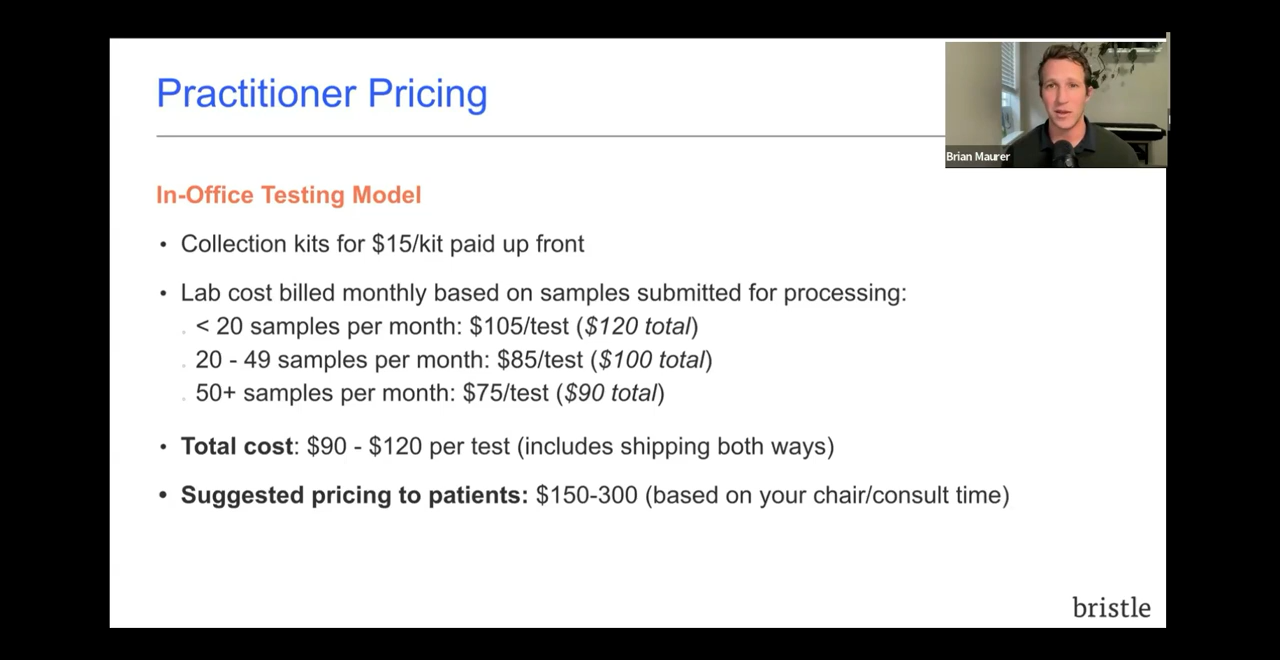 Practitioner Pricing
Brian Maurer
In-Office Testing Model
• Collection kits for $15/kit paid up front
• Lab cost billed monthly based on samples submitted for processing:
. < 20 samples per month: $105/test ($120 total)
. 20 - 49 samples per month: $85/test ($100 total)
. 50+ samples per month: $75/test ($90 total)
• Total cost: $90 - $120 per test (includes shipping both ways)
• Suggested pricing to patients: $150-300 (based on your chair/consult time)
bristle